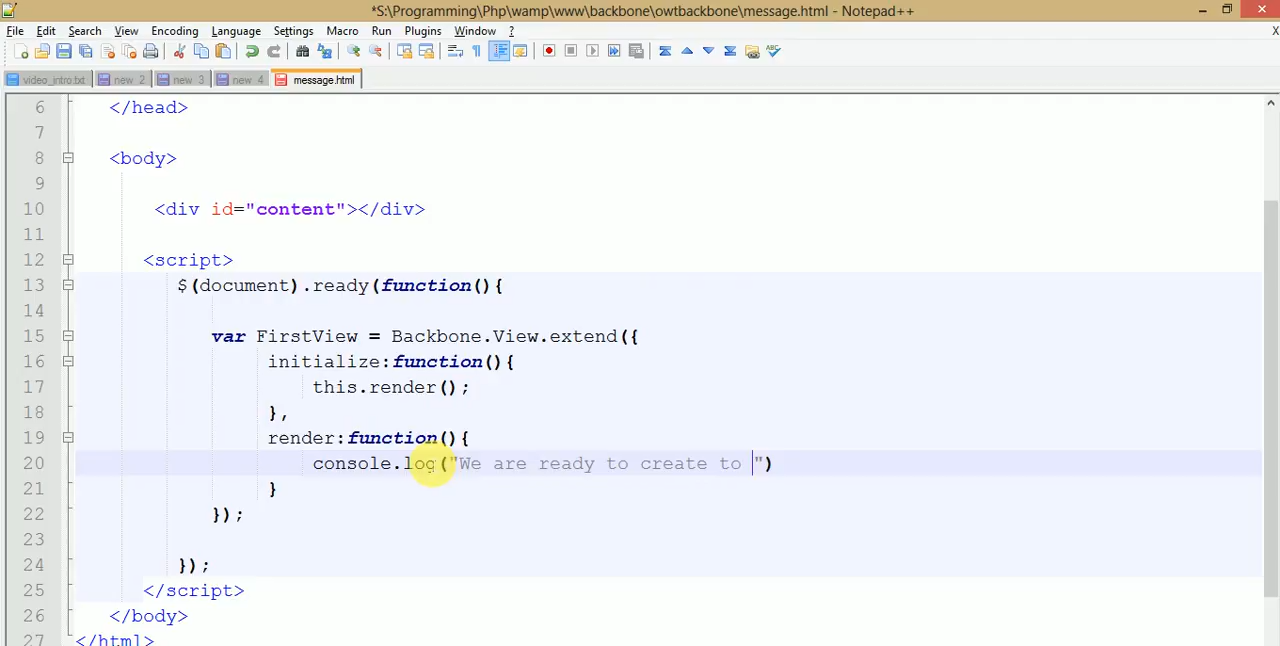 *S:\Programming\Php\wamp\www\backbone\owtbackbone\message.html - Notepad++
File Edit Search View Encoding Language Settings Macro Run Plugins Window ? X
video_intro.txt new 2 new 3 new 4 message.html
6 </head>
7
8 <body>
9
10 <div id="content"></div>
11
12 <script>
13 $(document).ready(function(){
14
15 var FirstView = Backbone.View.extend({
16 initialize:function(){
17 this.render();
18 },
19 render:function(){
20 console.log("We are ready to create to ")
21 }
22 });
23
24 });
25 </script>
26 </body>
27 </html>